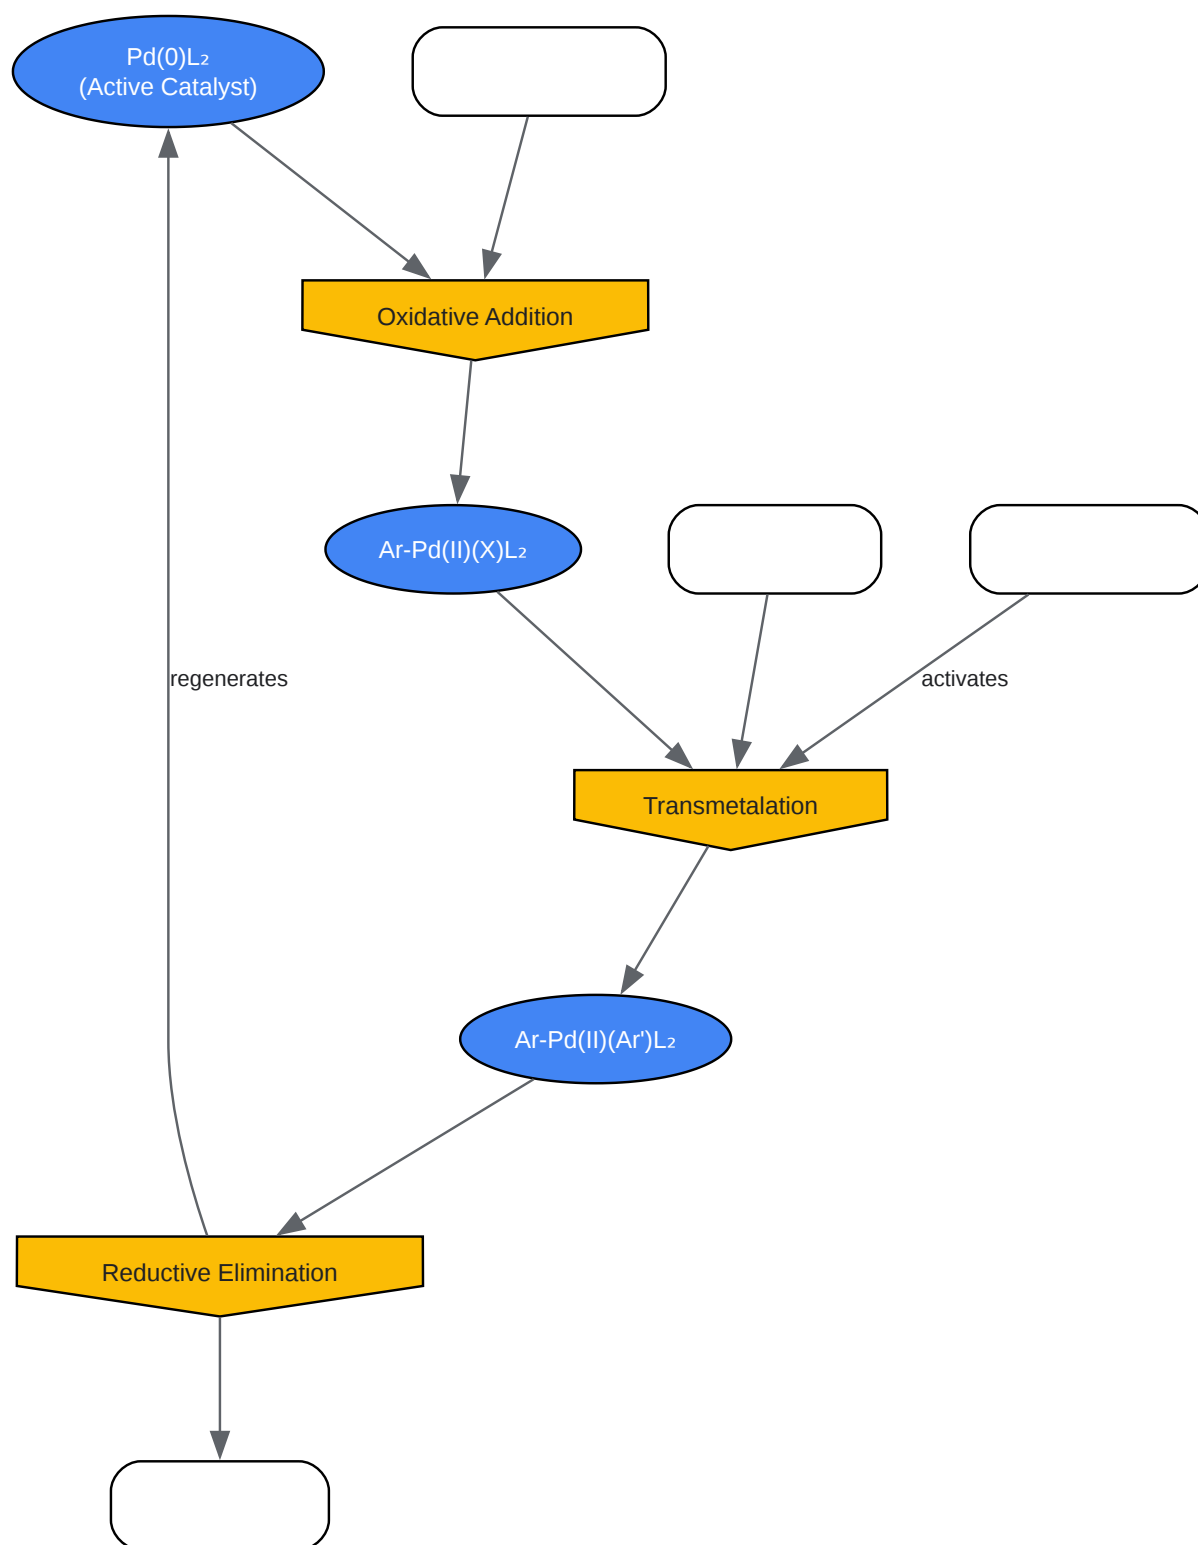 Pd(0)L₂
(Active Catalyst)
Oxidative Addition
Ar-Pd(II)(X)L₂
regenerates
activates
Transmetalation
Ar-Pd(II)(Ar')L₂
Reductive Elimination